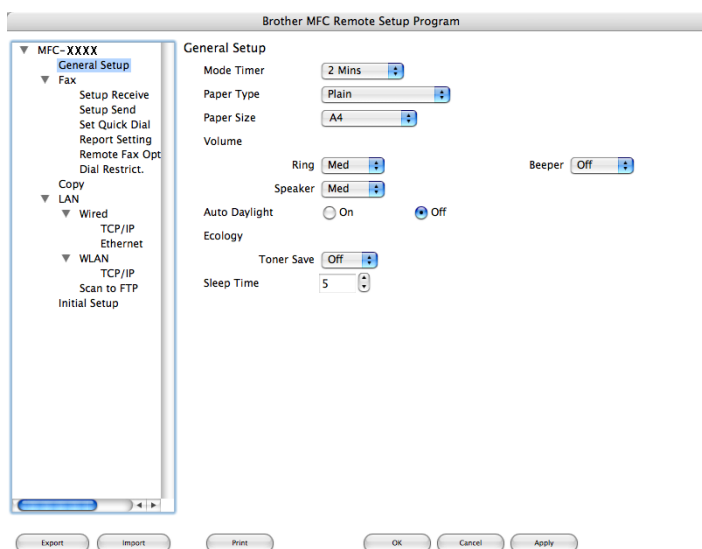 Brother MFC Remote Setup Program
MFC-XXXX
General Setup
Fax
Setup Receive
Setup Send
Set Quick Dial
Report Setting
Remote Fax Opt
Dial Restrict.
Copy
LAN
Wired
TCP/IP
Ethernet
WLAN
TCP/IP
Scan to FTP
Initial Setup
General Setup
Mode Timer 2 Mins
Paper Type Plain
Paper Size A4
Volume
Ring Med Beeper Off
Speaker Med
Auto Daylight On Off
Ecology
Toner Save Off
Sleep Time 5
Export Import Print OK Cancel Apply